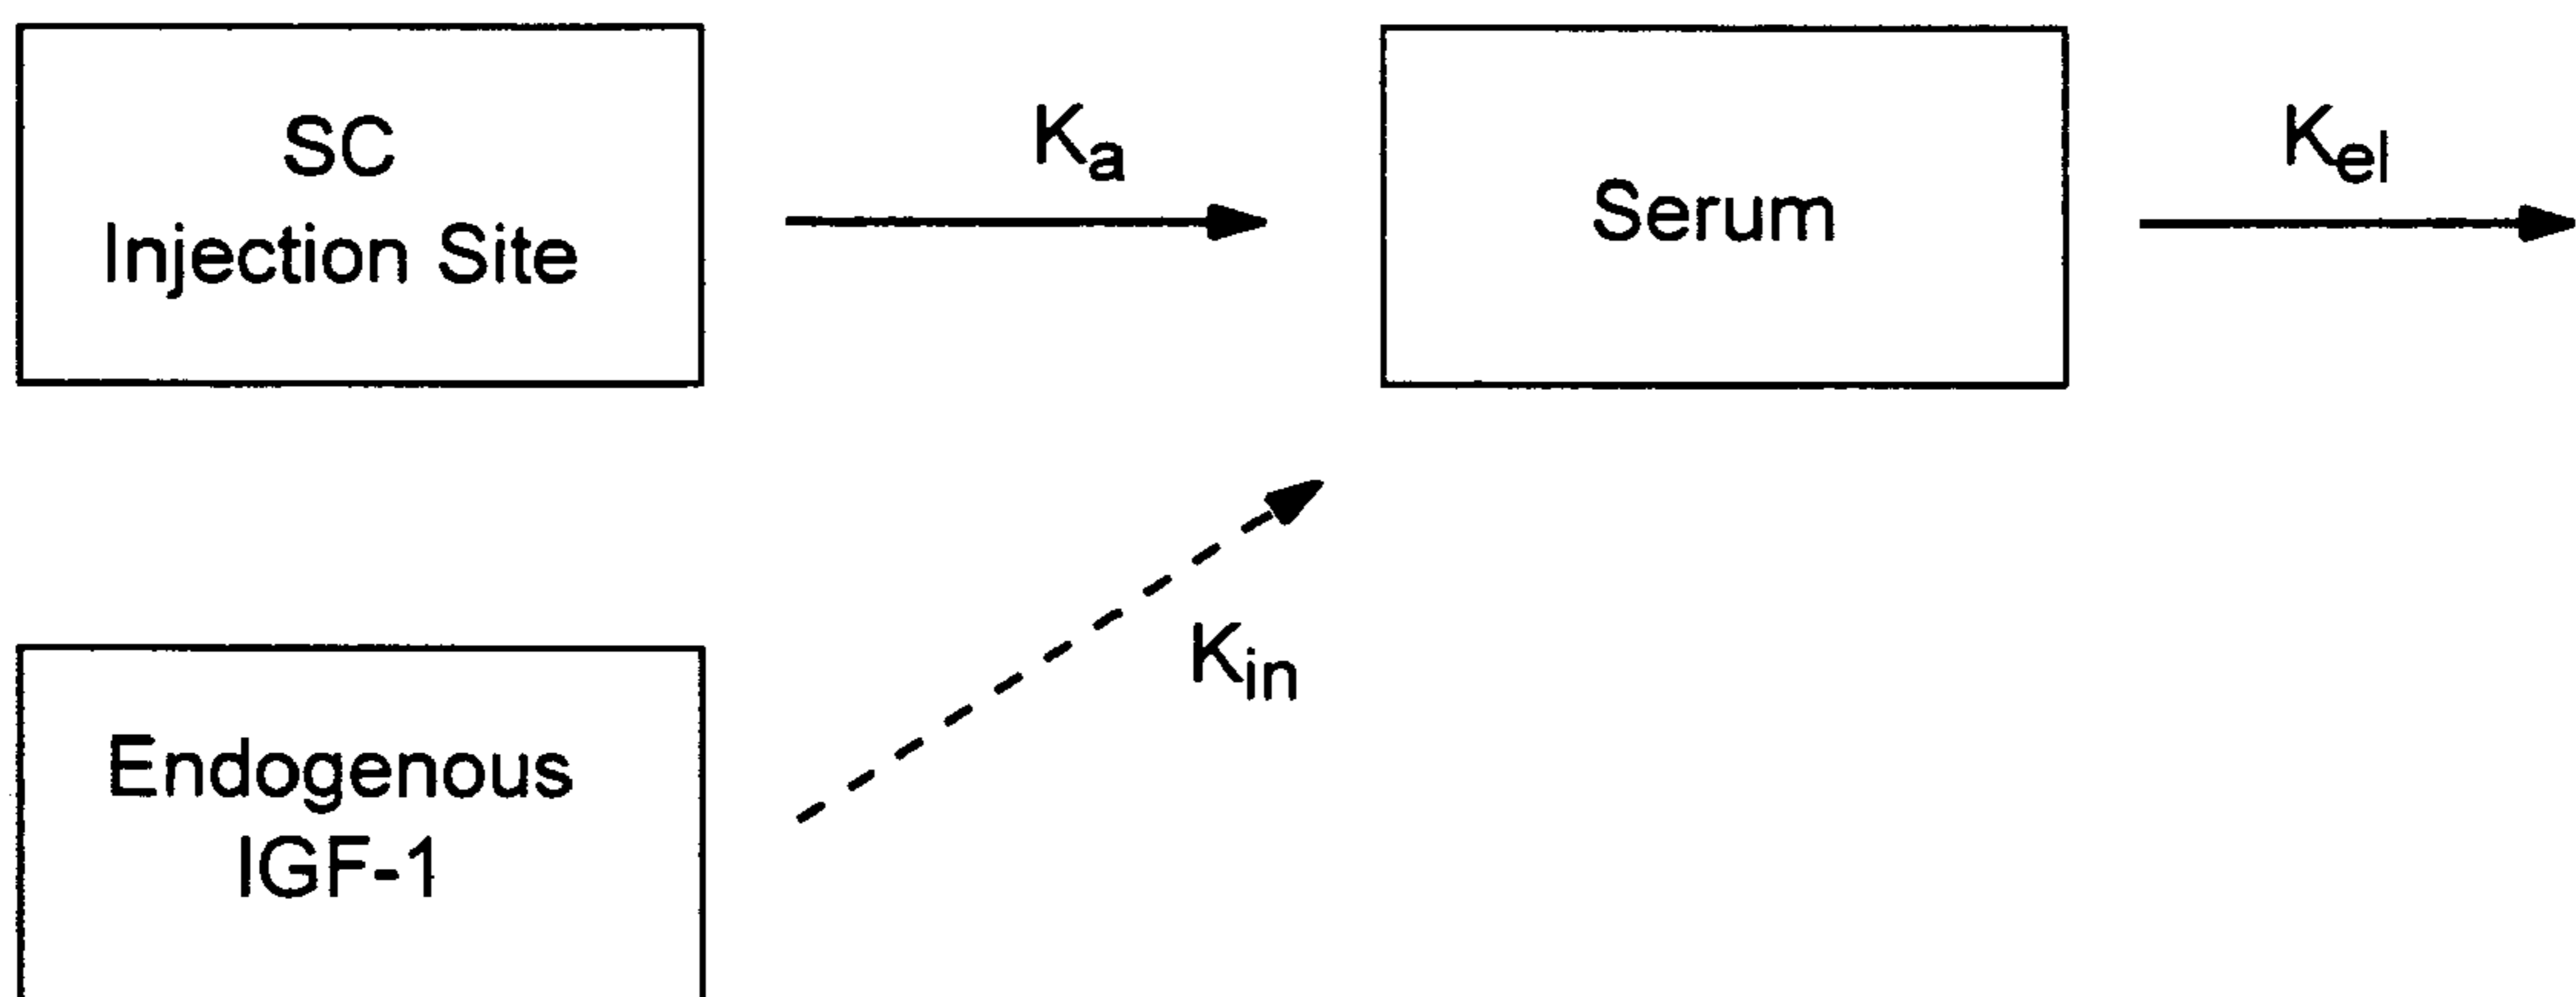 SC
Injection Site
Kₐ
Serum
Kₑₗ
Endogenous
IGF-1
Kᵢₙ